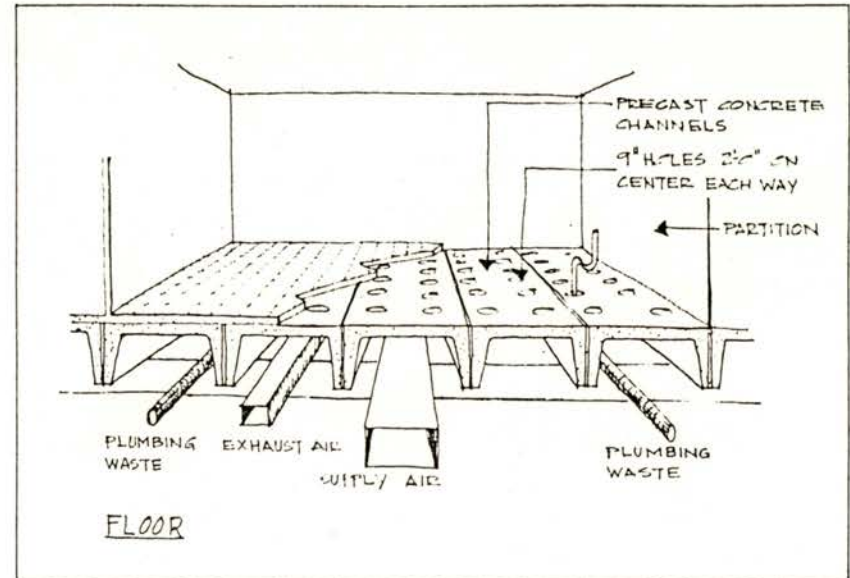 PRECAST CONCRETE
CHANNELS
9" HOLES 2'0" ON
CENTER EACH WAY
PARTITION
PLUMBING
WASTE
EXHAUST AIR
SUPPLY AIR
PLUMBING
WASTE
FLOOR